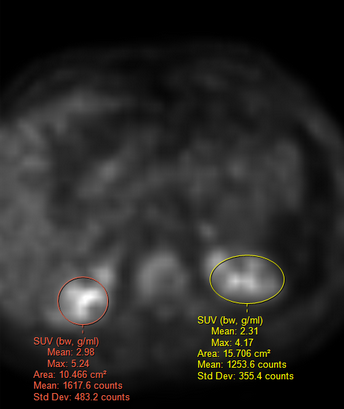 SUV (bw, g/ml)
Mean: 2.98
Max: 5.24
Area: 10.466 cm²
Mean: 1617.6 counts
Std Dev: 483.2 counts
SUV (bw, g/ml)
Mean: 2.31
Max: 4.17
Area: 15.706 cm²
Mean: 1253.6 counts
Std Dev: 355.4 counts